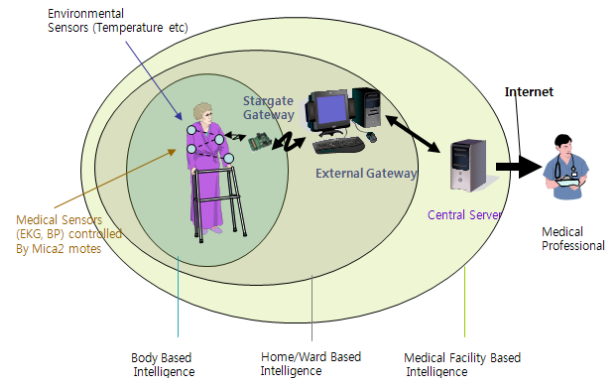 Environmental
Sensors (Temperature etc)
Stargate
Gateway
Internet
External Gateway
Medical Sensors
(EKG, BP) controlled
By Mica2 motes
Central Server
Medical
Professional
Body Based
Intelligence
Home/Ward Based
Intelligence
Medical Facility Based
Intelligence